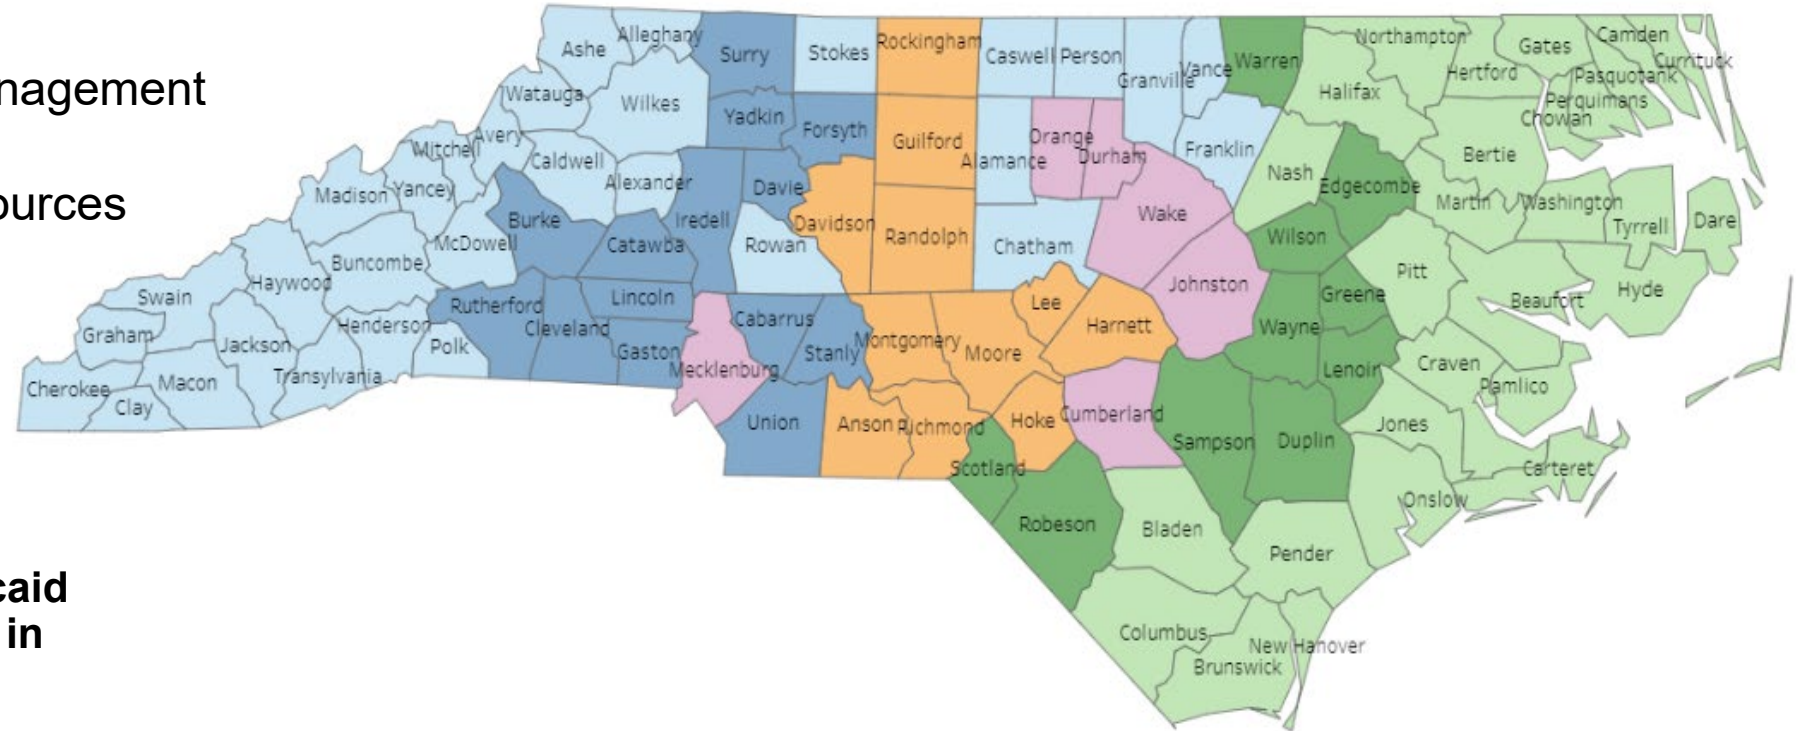 nagement
ources
caid
in
Ashe
Alleghany
Surry
Stokes
Rockingham
Caswell
Person
Granville
Vance
Warren
Northampton
Gates
Camden
Currituck
Hertford
Pasquotank
Perquimans
Chowan
Halifax
Watauga
Wilkes
Yadkin
Forsyth
Guilford
Alamance
Orange
Durham
Franklin
Nash
Edgecombe
Bertie
Martin
Washington
Tyrrell
Dare
Avery
Mitchell
Yancey
Madison
Caldwell
Alexander
Davie
Iredell
Burke
Catawba
McDowell
Buncombe
Rowan
Davidson
Randolph
Chatham
Wake
Wilson
Johnston
Pitt
Greene
Beaufort
Hyde
Haywood
Swain
Graham
Jackson
Henderson
Rutherford
Polk
Cleveland
Lincoln
Gaston
Cabarrus
Stanly
Mecklenburg
Montgomery
Moore
Lee
Harnett
Wayne
Lenoir
Craven
Pamlico
Cherokee
Macon
Clay
Transylvania
Union
Anson
Richmond
Hoke
Cumberland
Sampson
Duplin
Jones
Scotland
Carteret
Onslow
Robeson
Bladen
Pender
Columbus
Brunswick
New Hanover